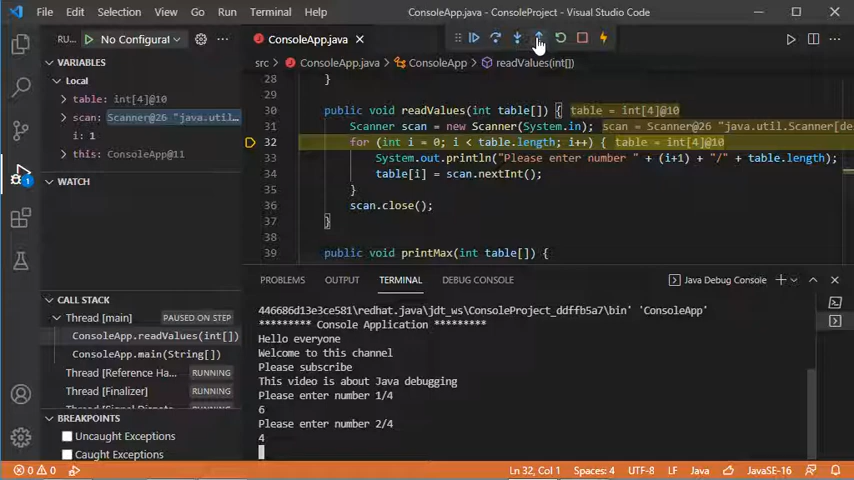 File Edit Selection View Go Run Terminal Help ConsoleApp.java - ConsoleProject - Visual Studio Code
RU... No Configurat
ConsoleApp.java
src > ConsoleApp.java > ConsoleApp > readValues(int[])
VARIABLES
Local
table: int[4]@10
scan: Scanner@26 "java.util...
i: 1
this: ConsoleApp@11
WATCH
CALL STACK
Thread [main] PAUSED ON STEP
ConsoleApp.readValues(int[])
ConsoleApp.main(String[])
Thread [Reference Ha... RUNNING
Thread [Finalizer] RUNNING
Thread [Signal Dispatc... RUNNING
BREAKPOINTS
Uncaught Exceptions
Caught Exceptions
1
28 }
29
30 public void readValues(int table[]) { table = int[4]@10
31 Scanner scan = new Scanner(System.in); scan = Scanner@26 "java.util.Scanner[de
32 for (int i = 0; i < table.length; i++) { table = int[4]@10
33 System.out.println("Please enter number " + (i+1) + "/" + table.length);
34 table[i] = scan.nextInt();
35 }
36 scan.close();
37 }
38
39 public void printMax(int table[]) {
PROBLEMS OUTPUT TERMINAL DEBUG CONSOLE Java Debug Console
446686d13e3ce581\redhat.java\jdt_ws\ConsoleProject_ddffb5a7\bin' 'ConsoleApp'
********* Console Application *********
Hello everyone
Welcome to this channel
Please subscribe
This video is about Java debugging
Please enter number 1/4
6
Please enter number 2/4
4
0 0 Ln 32, Col 1 Spaces: 4 UTF-8 LF Java JavaSE-16